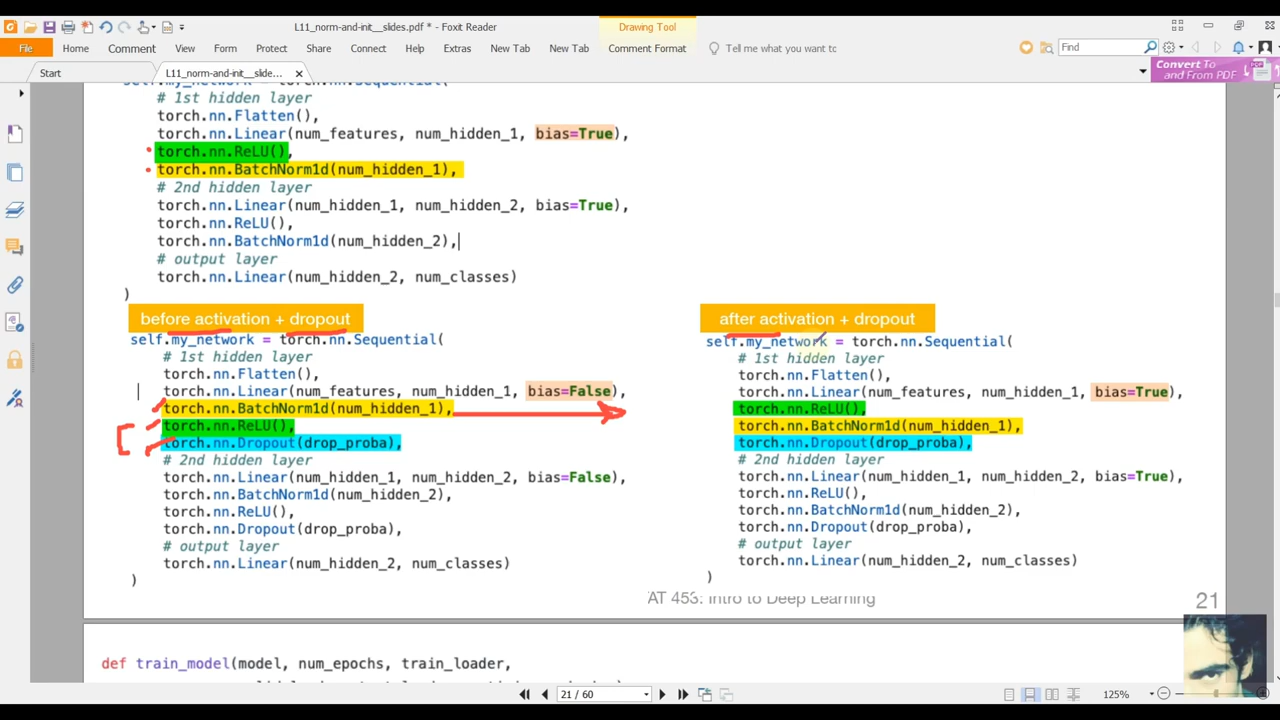 L11_norm-and-init__slides.pdf * - Foxit Reader
Drawing Tool
File Home Comment View Form Protect Share Connect Help Extras New Tab New Tab Comment Format Tell me what you want tc Find
Start L11_norm-and-init__slide... Convert To
and From PDF
self.my_network = torch.nn.Sequential(
# 1st hidden layer
torch.nn.Flatten(),
torch.nn.Linear(num_features, num_hidden_1, bias=True),
torch.nn.ReLU(),
torch.nn.BatchNorm1d(num_hidden_1),
# 2nd hidden layer
torch.nn.Linear(num_hidden_1, num_hidden_2, bias=True),
torch.nn.ReLU(),
torch.nn.BatchNorm1d(num_hidden_2),
# output layer
torch.nn.Linear(num_hidden_2, num_classes)
)
before activation + dropout
self.my_network = torch.nn.Sequential(
# 1st hidden layer
torch.nn.Flatten(),
torch.nn.Linear(num_features, num_hidden_1, bias=False),
torch.nn.BatchNorm1d(num_hidden_1),
torch.nn.ReLU(),
torch.nn.Dropout(drop_proba),
# 2nd hidden layer
torch.nn.Linear(num_hidden_1, num_hidden_2, bias=False),
torch.nn.BatchNorm1d(num_hidden_2),
torch.nn.ReLU(),
torch.nn.Dropout(drop_proba),
# output layer
torch.nn.Linear(num_hidden_2, num_classes)
)
after activation + dropout
self.my_network = torch.nn.Sequential(
# 1st hidden layer
torch.nn.Flatten(),
torch.nn.Linear(num_features, num_hidden_1, bias=True),
torch.nn.ReLU(),
torch.nn.BatchNorm1d(num_hidden_1),
torch.nn.Dropout(drop_proba),
# 2nd hidden layer
torch.nn.Linear(num_hidden_1, num_hidden_2, bias=True),
torch.nn.ReLU(),
torch.nn.BatchNorm1d(num_hidden_2),
torch.nn.Dropout(drop_proba),
# output layer
torch.nn.Linear(num_hidden_2, num_classes)
)
AT 453: Intro to Deep Learning
21
def train_model(model, num_epochs, train_loader,
21 / 60
125%